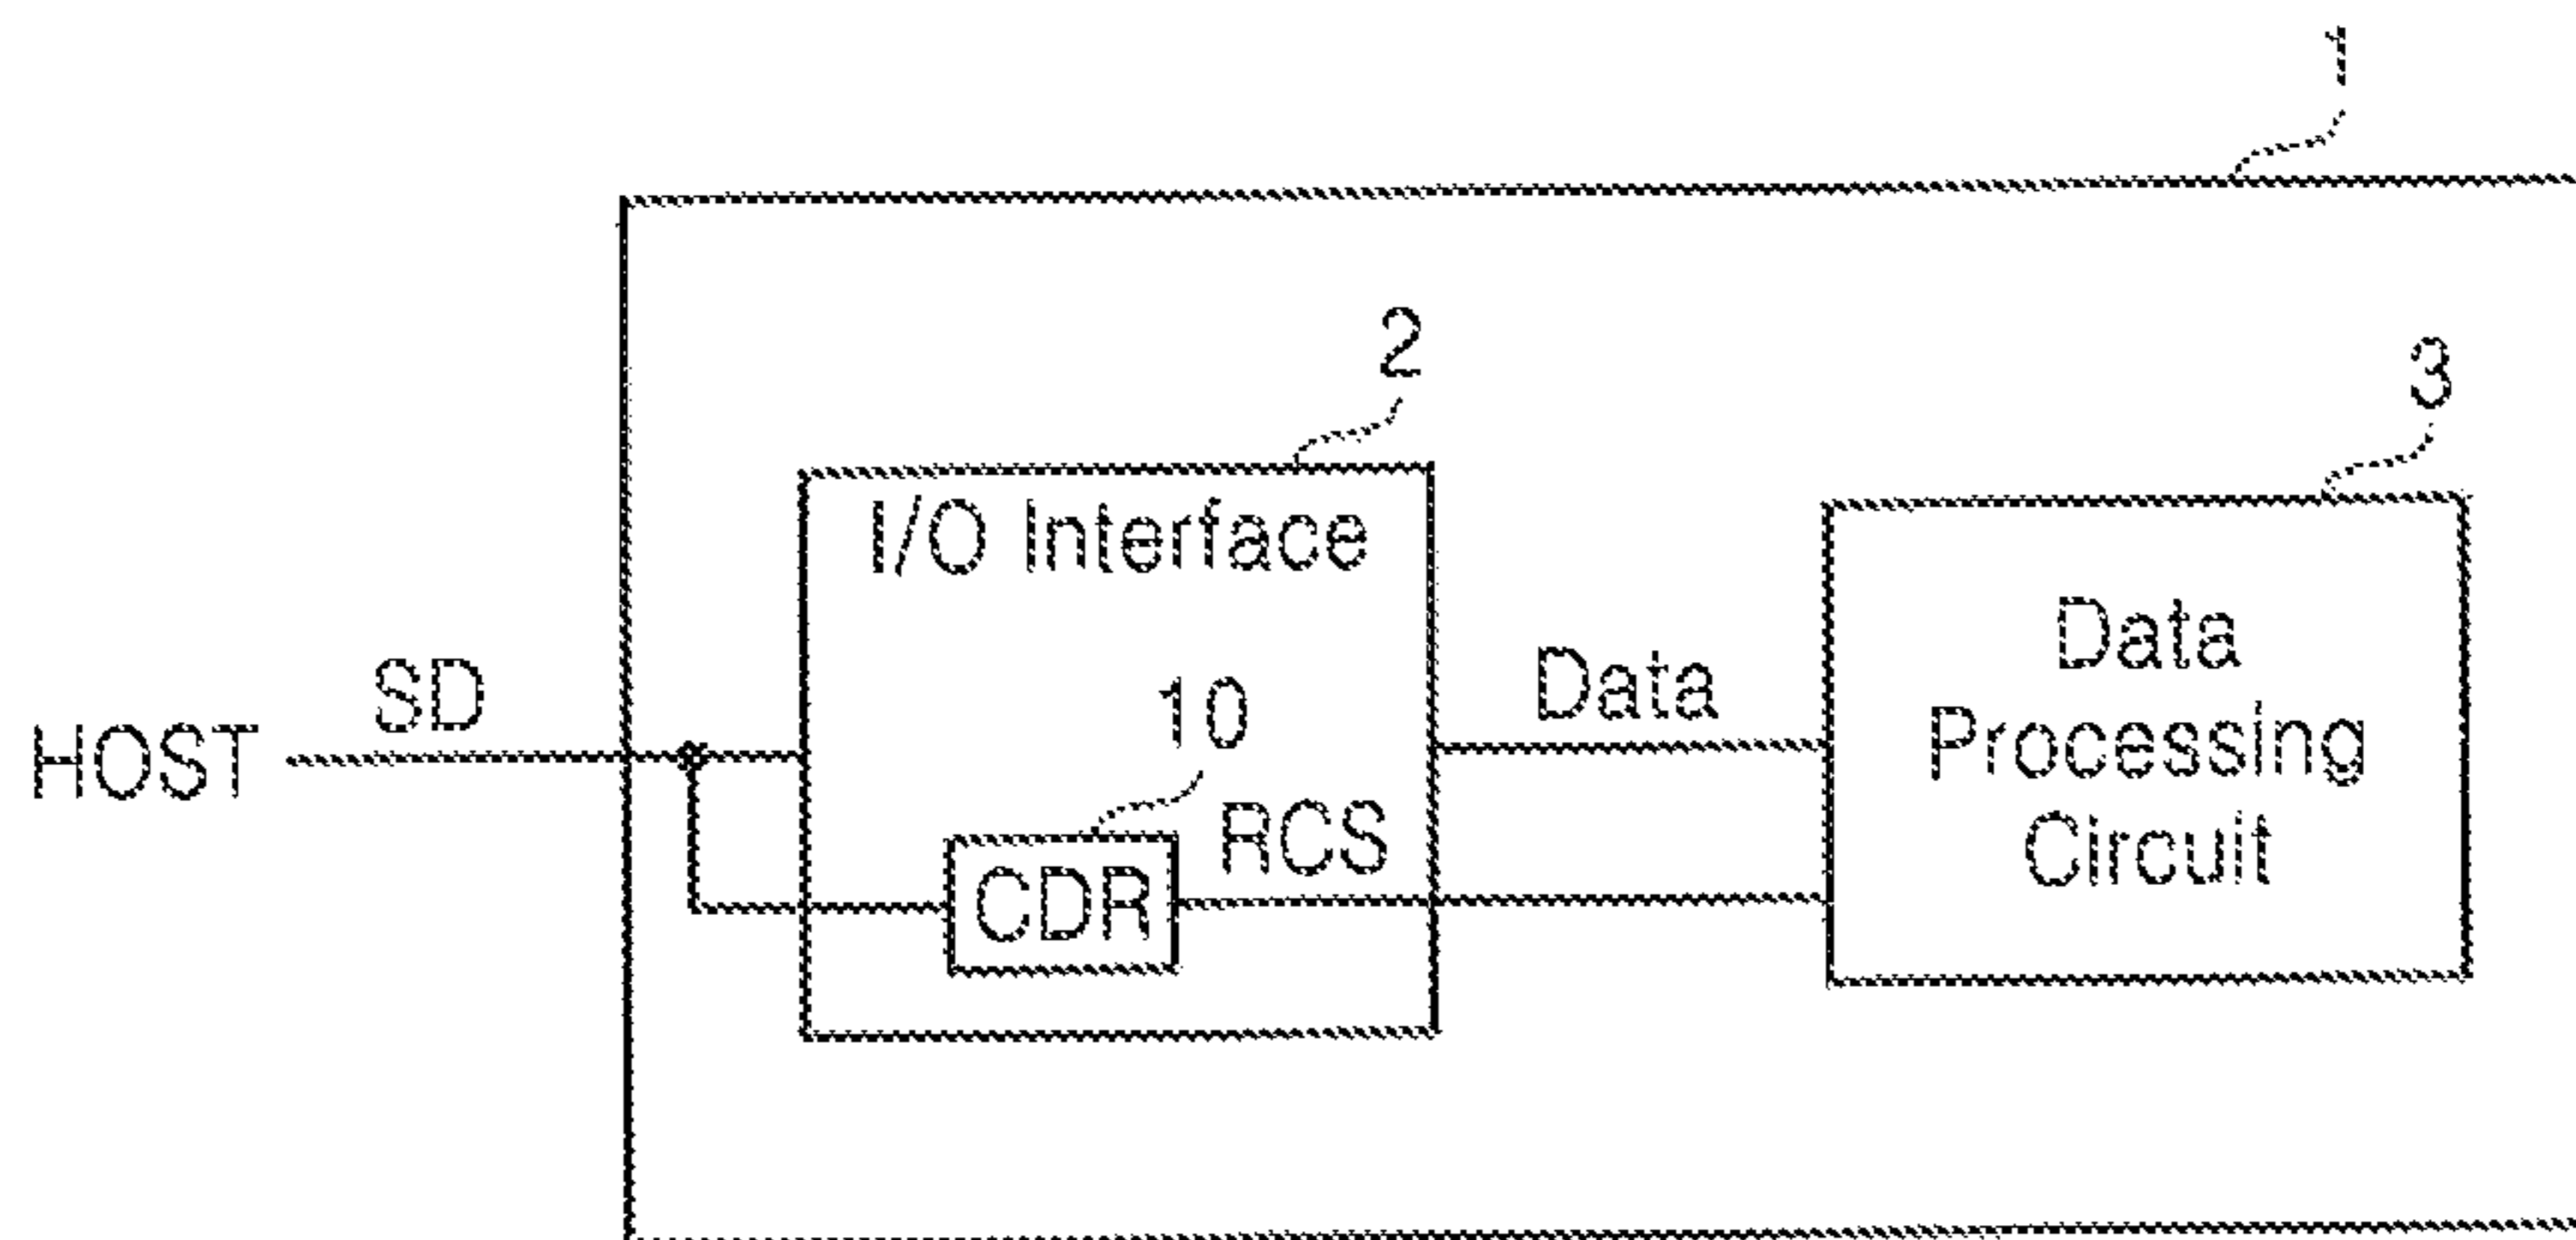 1
2
3
I/O Interface
SD
HOST
10
CDR
RCS
Data
Data
Processing
Circuit